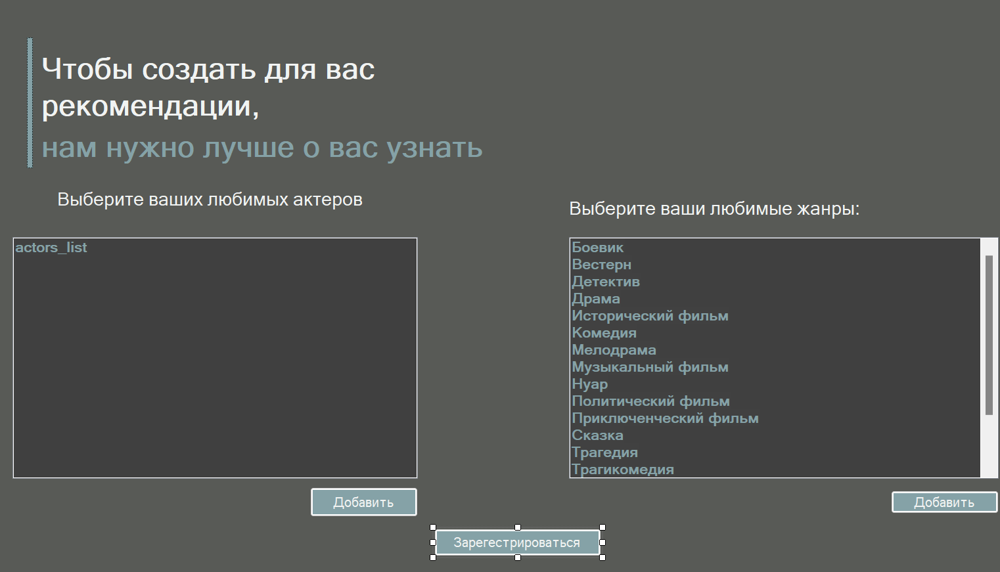 Чтобы создать для вас
рекомендации,
нам нужно лучше о вас узнать
Выберите ваших любимых актеров
actors_list
Добавить
Выберите ваши любимые жанры:
Боевик
Вестерн
Детектив
Драма
Исторический фильм
Комедия
Мелодрама
Музыкальный фильм
Нуар
Политический фильм
Приключенческий фильм
Сказка
Трагедия
Трагикомедия
Добавить
Зарегестрироваться